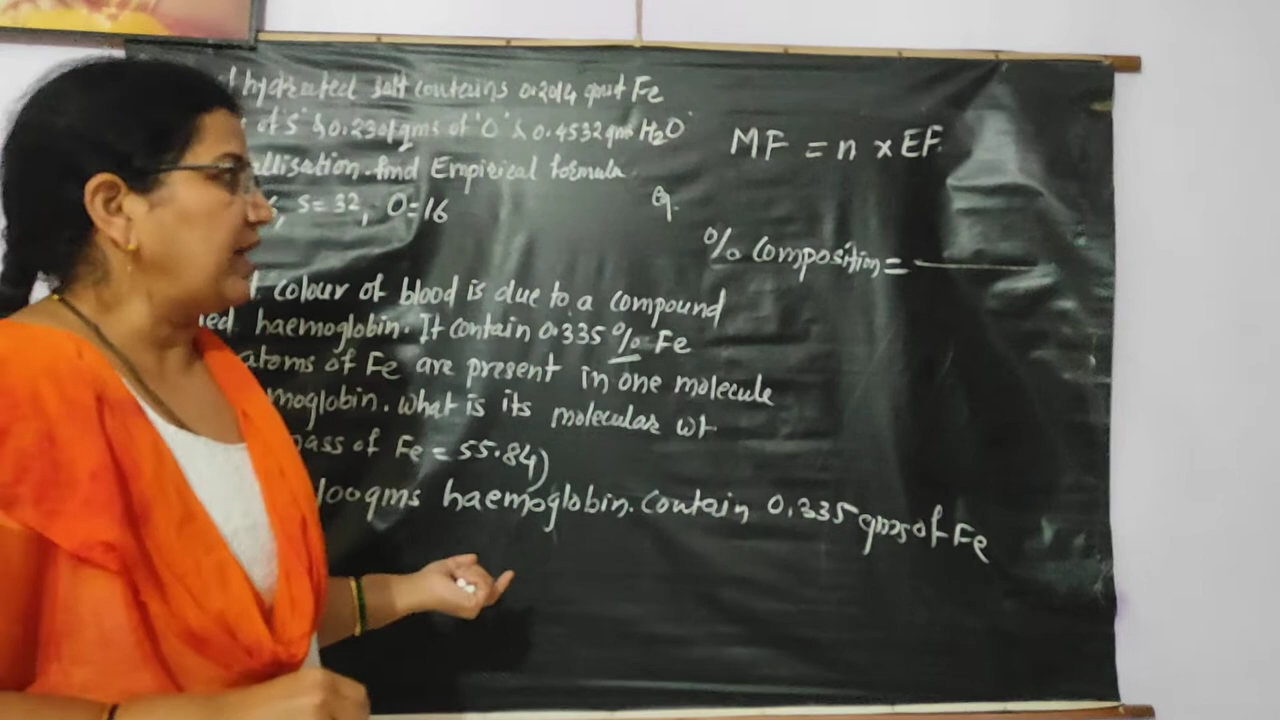 hydrated salt contains 0.2014 gms of Fe
of S & 0.2301 gms of "O" & 0.4532 gms H2O
allisation. find Empirical formula.
S = 32, O = 16
MF = n × EF.
% Composition =
colour of blood is due to a compound
haemoglobin. It contain 0.335 % Fe
atoms of Fe are present in one molecule
moglobin. what is its molecular wt
mass of Fe = 55.84)
100gms haemoglobin. contain 0.335 gms of Fe